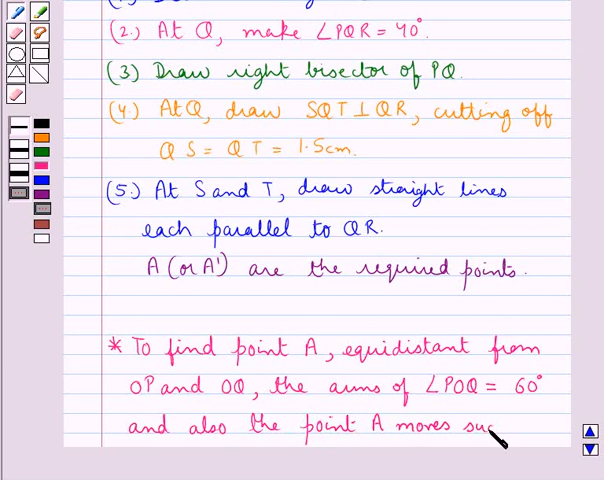 (2.) At Q, make ∠PQR = 40°.
(3) Draw right bisector of PQ.
(4) At Q, draw SQT ⊥ QR, cutting off
QS = QT = 1.5cm.
(5.) At S and T, draw straight lines
each parallel to QR.
A (or A') are the required points.
* To find point A, equidistant from
OP and OQ, the arms of ∠POQ = 60°
and also the point A moves suc